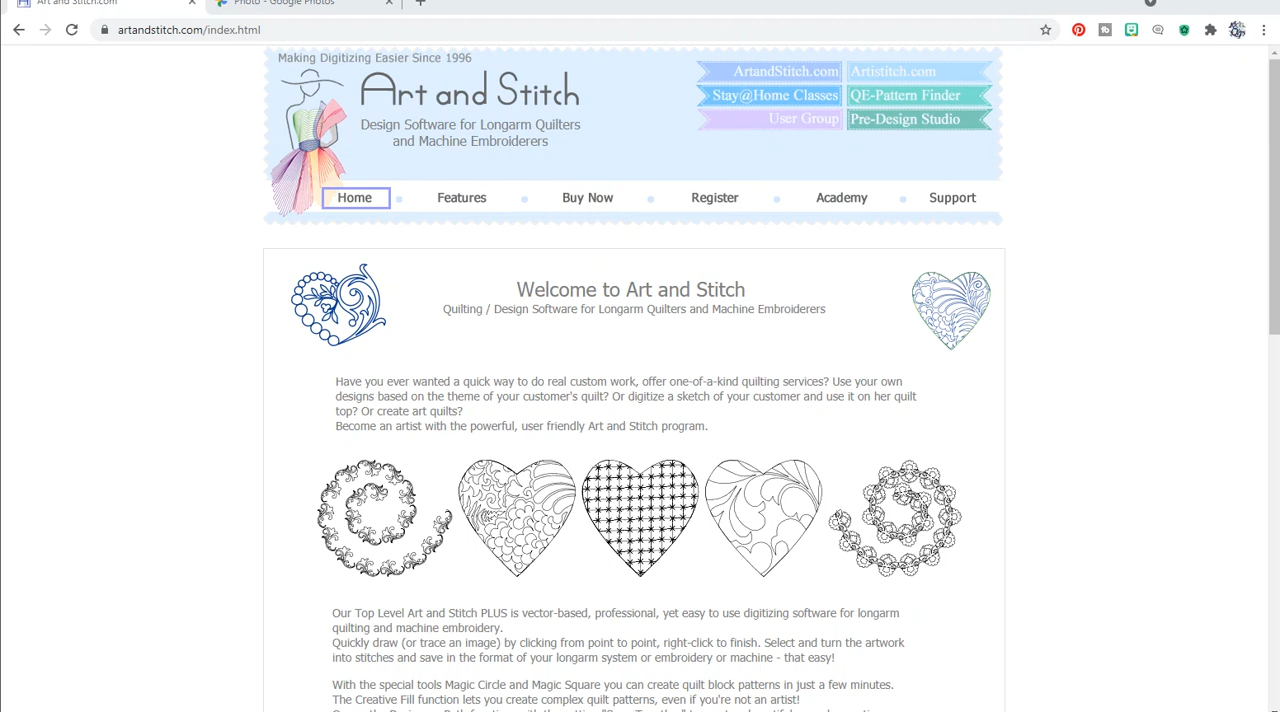 Art and Stitch.com
Photo - Google Photos
artandstitch.com/index.html
Making Digitizing Easier Since 1996
Art and Stitch
Design Software for Longarm Quilters
and Machine Embroiderers
ArtandStitch.com
Artistitch.com
Stay@Home Classes
QE-Pattern Finder
User Group
Pre-Design Studio
Home
Features
Buy Now
Register
Academy
Support
Welcome to Art and Stitch
Quilting / Design Software for Longarm Quilters and Machine Embroiderers
Have you ever wanted a quick way to do real custom work, offer one-of-a-kind quilting services? Use your own
designs based on the theme of your customer's quilt? Or digitize a sketch of your customer and use it on her quilt
top? Or create art quilts?
Become an artist with the powerful, user friendly Art and Stitch program.
Our Top Level Art and Stitch PLUS is vector-based, professional, yet easy to use digitizing software for longarm
quilting and machine embroidery.
Quickly draw (or trace an image) by clicking from point to point, right-click to finish. Select and turn the artwork
into stitches and save in the format of your longarm system or embroidery or machine - that easy!
With the special tools Magic Circle and Magic Square you can create quilt block patterns in just a few minutes.
The Creative Fill function lets you create complex quilt patterns, even if you're not an artist!